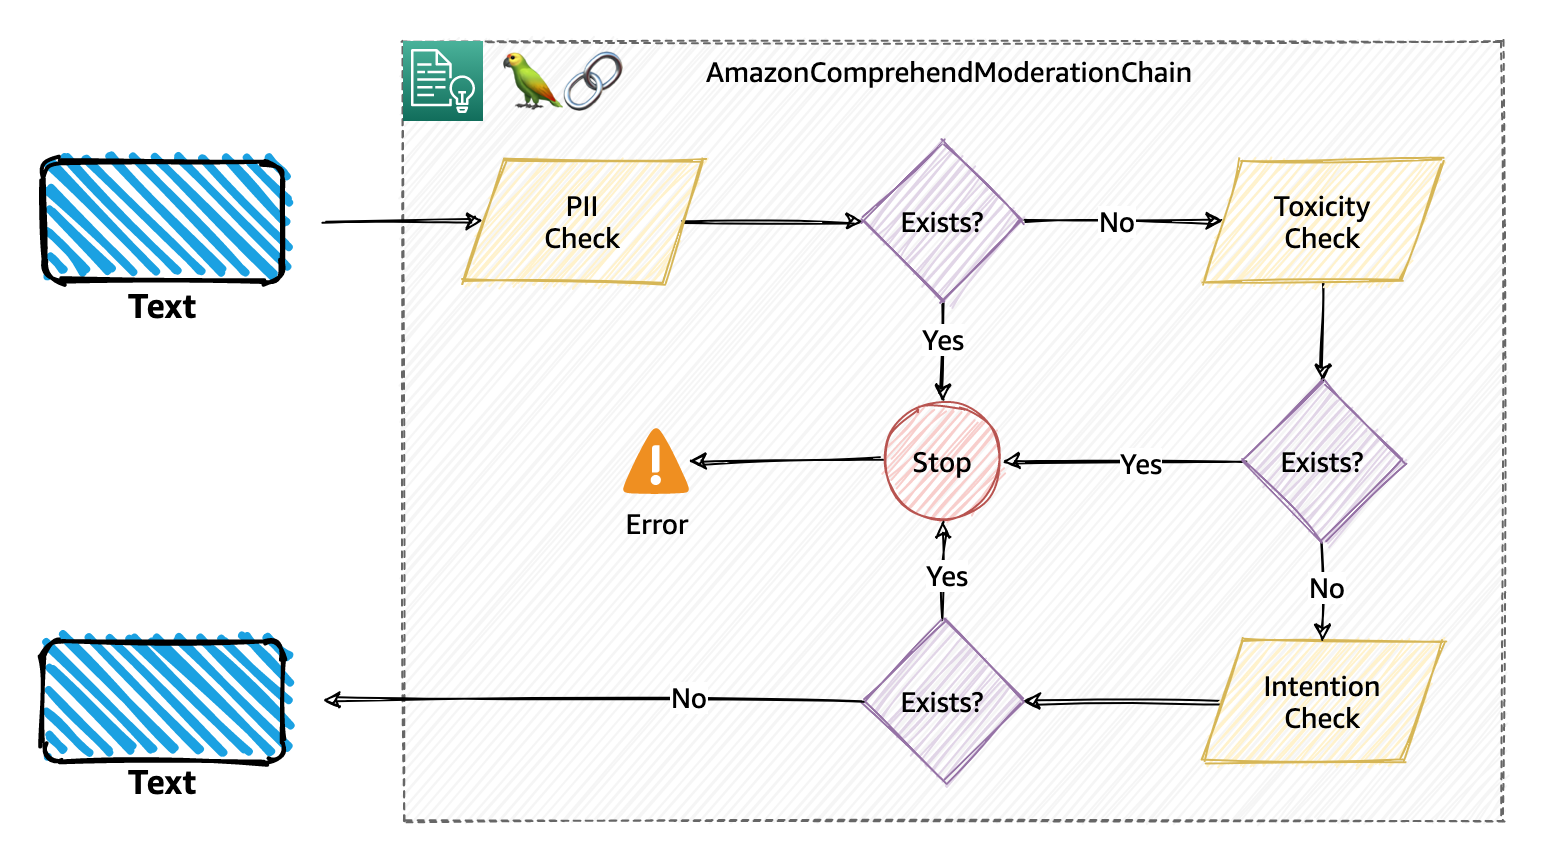 AmazonComprehendModerationChain
PII
Check
Exists?
No
Toxicity
Check
Text
Yes
Error
Stop
Yes
Exists?
Yes
No
Text
No
Exists?
Intention
Check